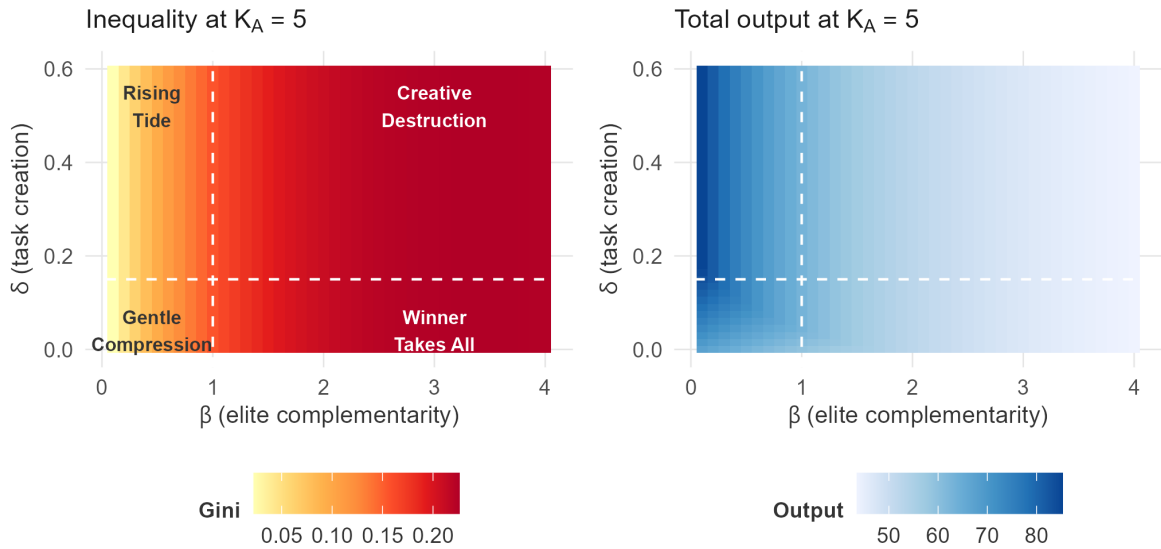 Inequality at K_A = 5
δ (task creation)
0.6
0.4
0.2
0.0
Rising
Tide
Creative
Destruction
Gentle
Compression
Winner
Takes All
0
1
2
3
4
β (elite complementarity)
Gini
0.05 0.10 0.15 0.20
Total output at K_A = 5
δ (task creation)
0.6
0.4
0.2
0.0
0
1
2
3
4
β (elite complementarity)
Output
50 60 70 80